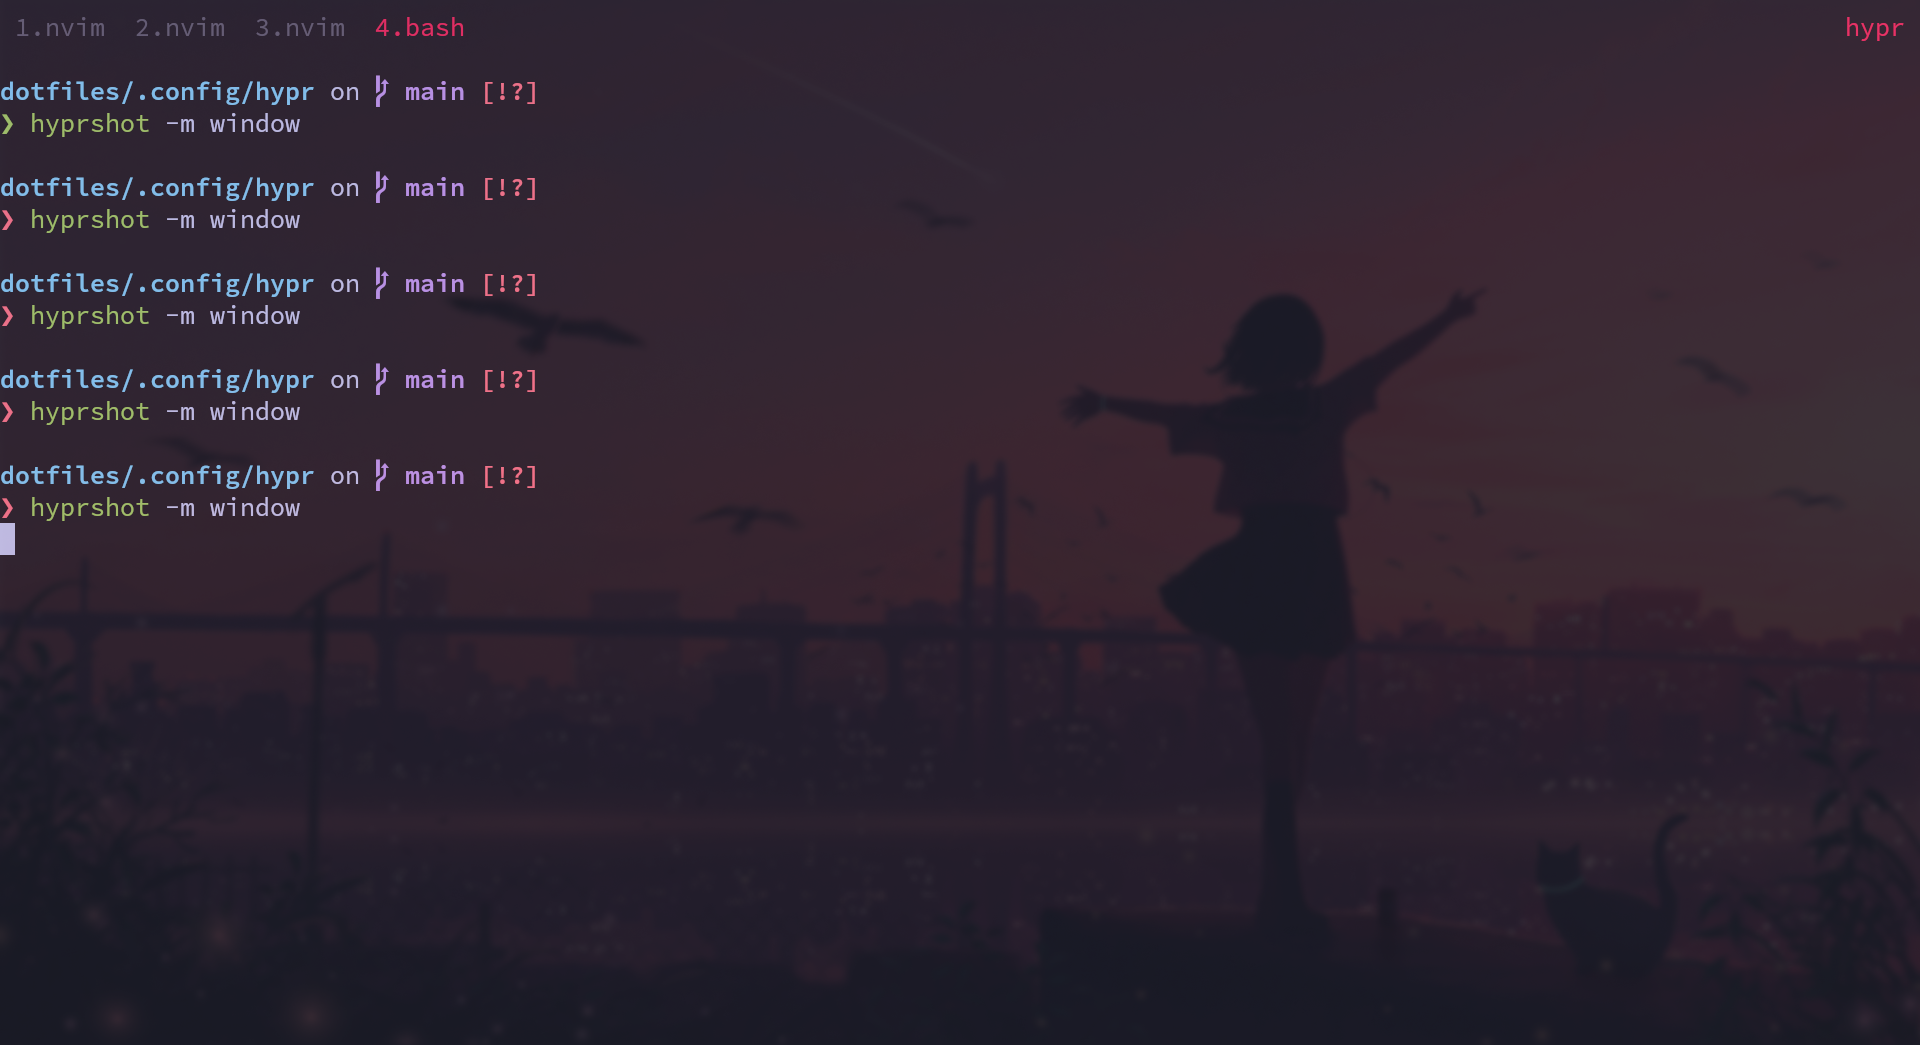 1.nvim 2.nvim 3.nvim 4.bash hypr
dotfiles/.config/hypr on main [!?]
❯ hyprshot -m window
dotfiles/.config/hypr on main [!?]
❯ hyprshot -m window
dotfiles/.config/hypr on main [!?]
❯ hyprshot -m window
dotfiles/.config/hypr on main [!?]
❯ hyprshot -m window
dotfiles/.config/hypr on main [!?]
❯ hyprshot -m window